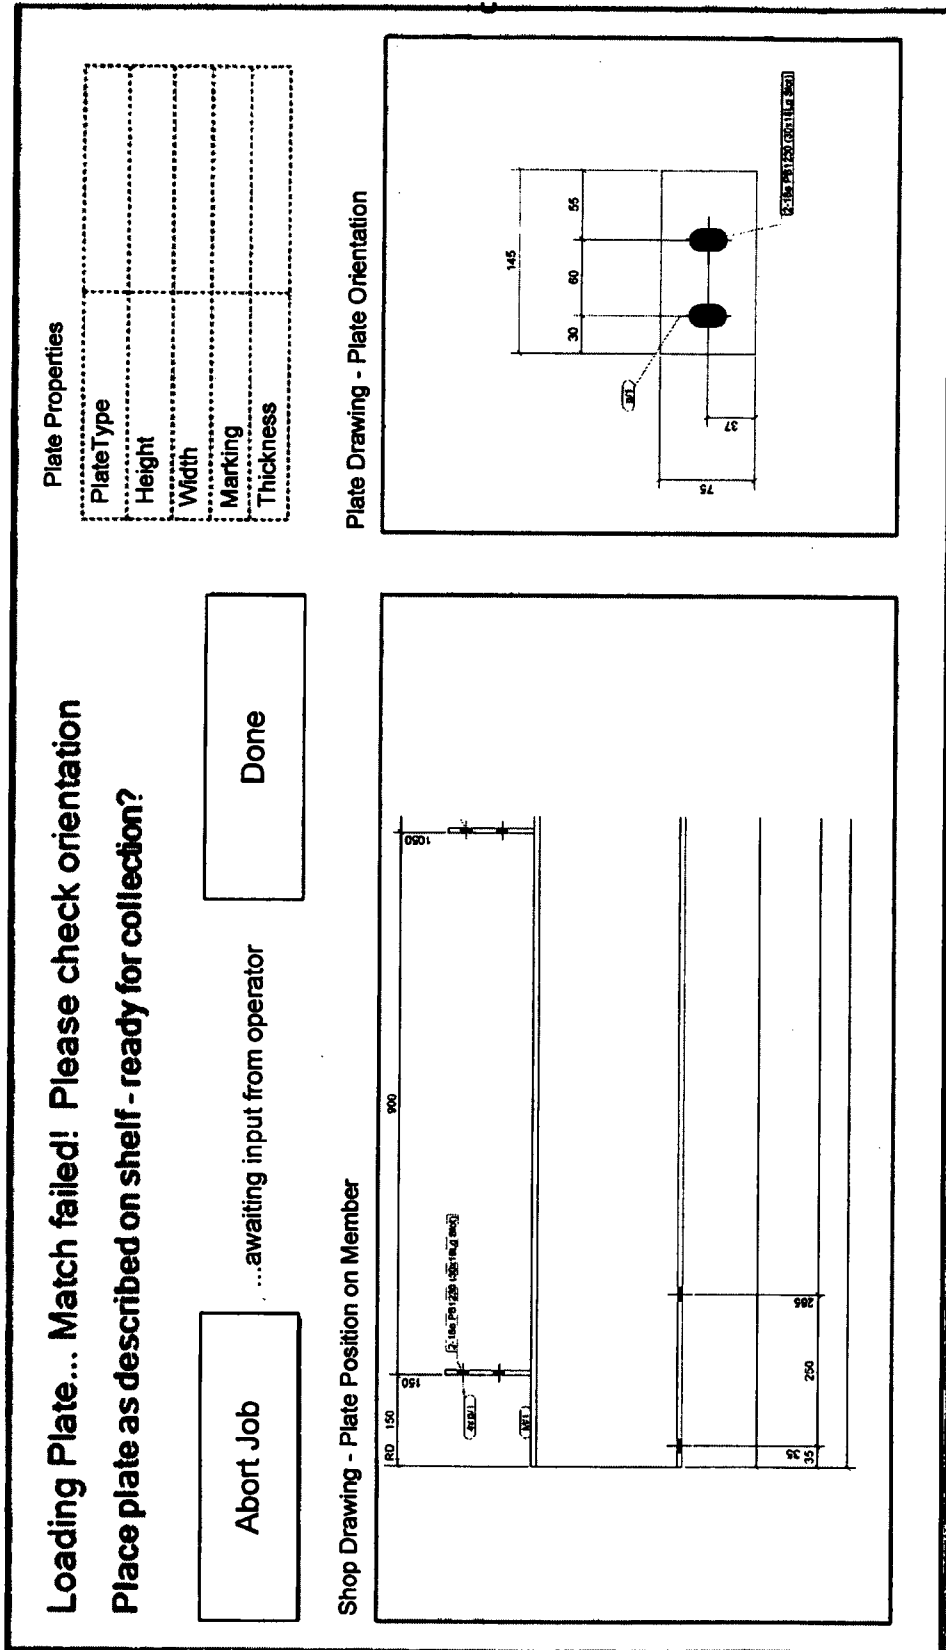 Loading Plate... Match failed! Please check orientation
Place plate as described on shelf - ready for collection?
Abort Job
...awaiting input from operator
Done
Plate Properties
PlateType
Height
Width
Marking
Thickness
Shop Drawing - Plate Position on Member
RD
150
900
150
1050
35
250
35
285
Plate Drawing - Plate Orientation
145
30
60
55
75
37
p/1